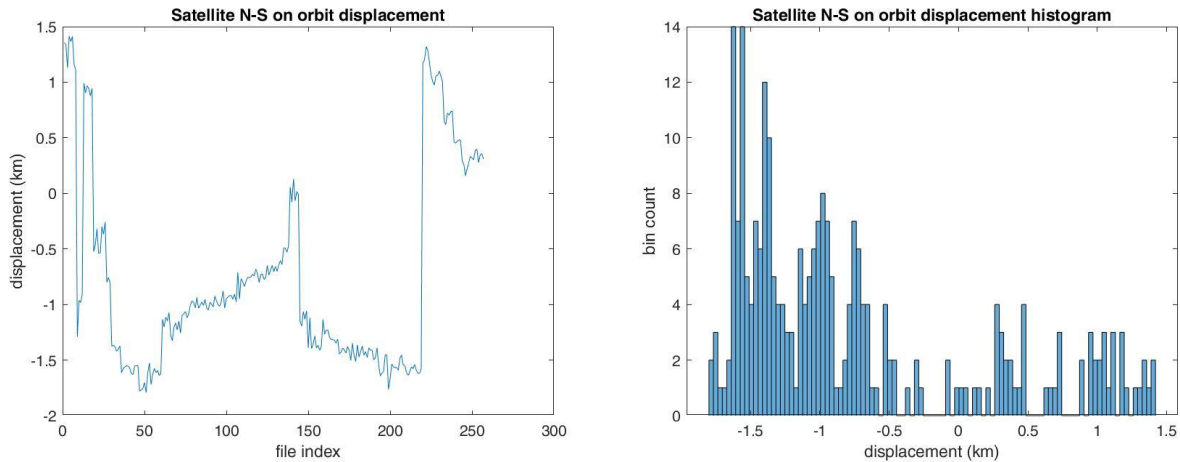 Satellite N-S on orbit displacement
1.5
1
0.5
0
-0.5
-1
-1.5
-2
displacement (km)
0 50 100 150 200 250 300
file index
Satellite N-S on orbit displacement histogram
14
12
10
8
6
4
2
0
bin count
-1.5 -1 -0.5 0 0.5 1 1.5
displacement (km)